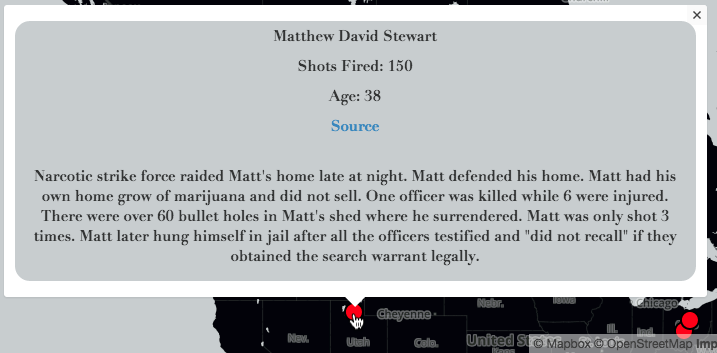 ×
Matthew David Stewart
Shots Fired: 150
Age: 38
Source
Narcotic strike force raided Matt's home late at night. Matt defended his home. Matt had his
own home grow of marijuana and did not sell. One officer was killed while 6 were injured.
There were over 60 bullet holes in Matt's shed where he surrendered. Matt was only shot 3
times. Matt later hung himself in jail after all the officers testified and "did not recall" if they
obtained the search warrant legally.
Nebr.
Iowa
Chicago
Cheyenne
Nev.
Utah
Colo.
Ill.
Ind.
United St
© Mapbox © OpenStreetMap Imp